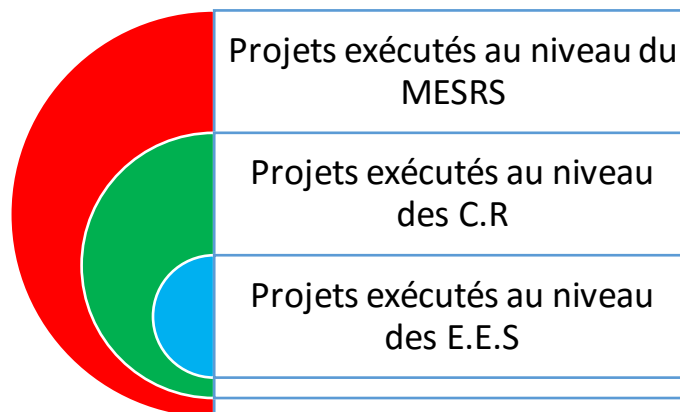 Projets exécutés au niveau du
MESRS
Projets exécutés au niveau
des C.R
Projets exécutés au niveau
des E.E.S